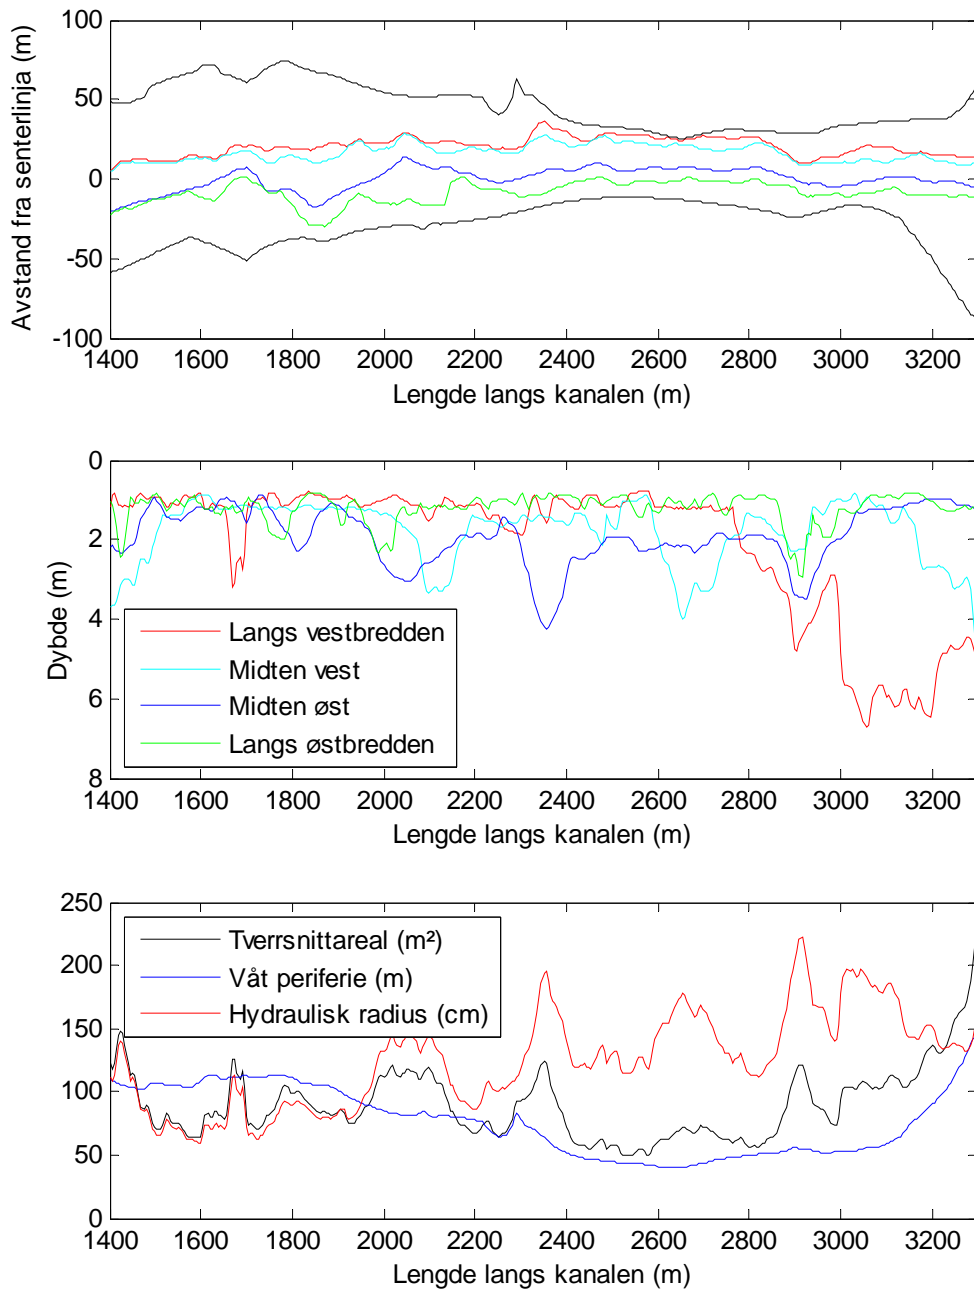 100
50
0
-50
-100
Avstand fra senterlinja (m)
1400 1600 1800 2000 2200 2400 2600 2800 3000 3200
Lengde langs kanalen (m)
0
2
4
6
8
Dybde (m)
Langs vestbredden
Midten vest
Midten øst
Langs østbredden
1400 1600 1800 2000 2200 2400 2600 2800 3000 3200
Lengde langs kanalen (m)
250
200
150
100
50
0
Tverrsnittareal (m²)
Våt periferie (m)
Hydraulisk radius (cm)
1400 1600 1800 2000 2200 2400 2600 2800 3000 3200
Lengde langs kanalen (m)